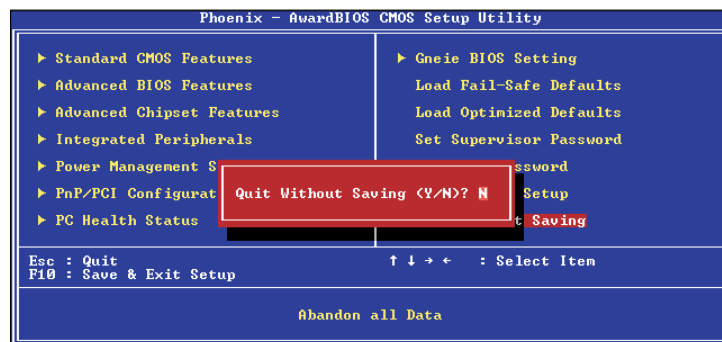 Phoenix - AwardBIOS CMOS Setup Utility
► Standard CMOS Features
► Advanced BIOS Features
► Advanced Chipset Features
► Integrated Peripherals
► Power Management S
► PnP/PCI Configurat
► PC Health Status
► Gneie BIOS Setting
Load Fail-Safe Defaults
Load Optimized Defaults
Set Supervisor Password
ssword
Setup
t Saving
Quit Without Saving (Y/N)? N
Esc : Quit
F10 : Save & Exit Setup
↑ ↓ → ← : Select Item
Abandon all Data